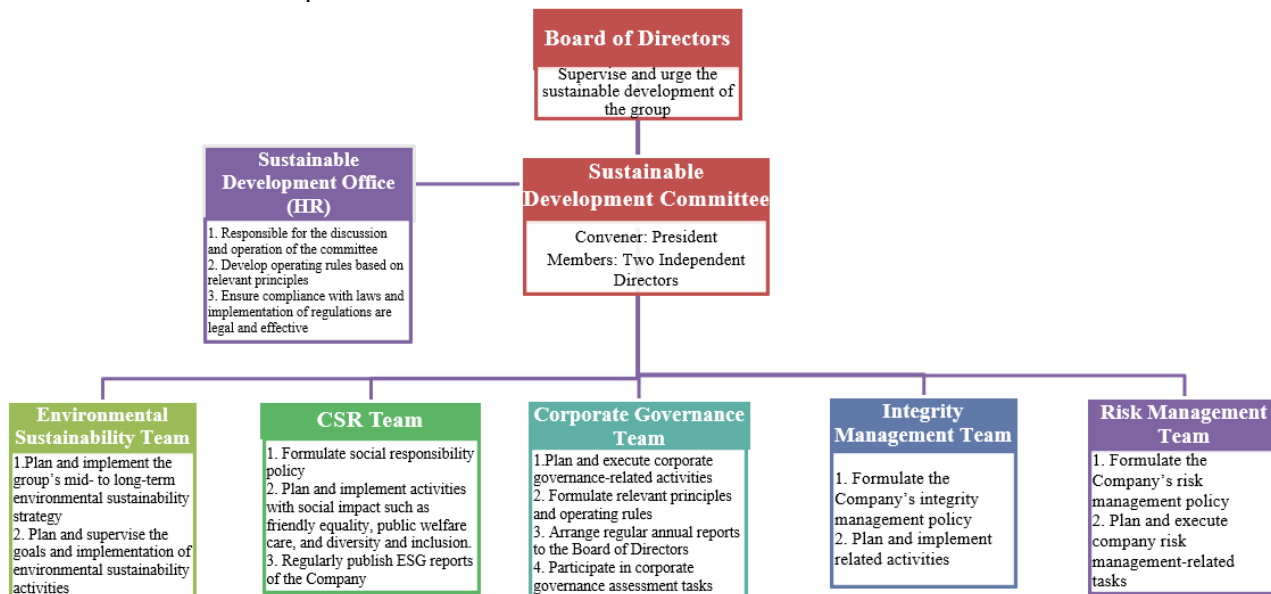 Board of Directors
Supervise and urge the
sustainable development of
the group
Sustainable
Development Office
(HR)
1. Responsible for the discussion
and operation of the committee
2. Develop operating rules based on
relevant principles
3. Ensure compliance with laws and
implementation of regulations are
legal and effective
Sustainable
Development Committee
Convener: President
Members: Two Independent
Directors
Environmental
Sustainability Team
1.Plan and implement the
group’s mid- to long-term
environmental sustainability
strategy
2. Plan and supervise the
goals and implementation of
environmental sustainability
activities
CSR Team
1. Formulate social responsibility
policy
2. Plan and implement activities
with social impact such as
friendly equality, public welfare
care, and diversity and inclusion.
3. Regularly publish ESG reports
of the Company
Corporate Governance
Team
1.Plan and execute corporate
governance-related activities
2. Formulate relevant principles
and operating rules
3. Arrange regular annual reports
to the Board of Directors
4. Participate in corporate
governance assessment tasks
Integrity
Management Team
1. Formulate the
Company’s integrity
management policy
2. Plan and implement
related activities
Risk Management
Team
1. Formulate the
Company’s risk
management policy
2. Plan and execute
company risk
management-related
tasks